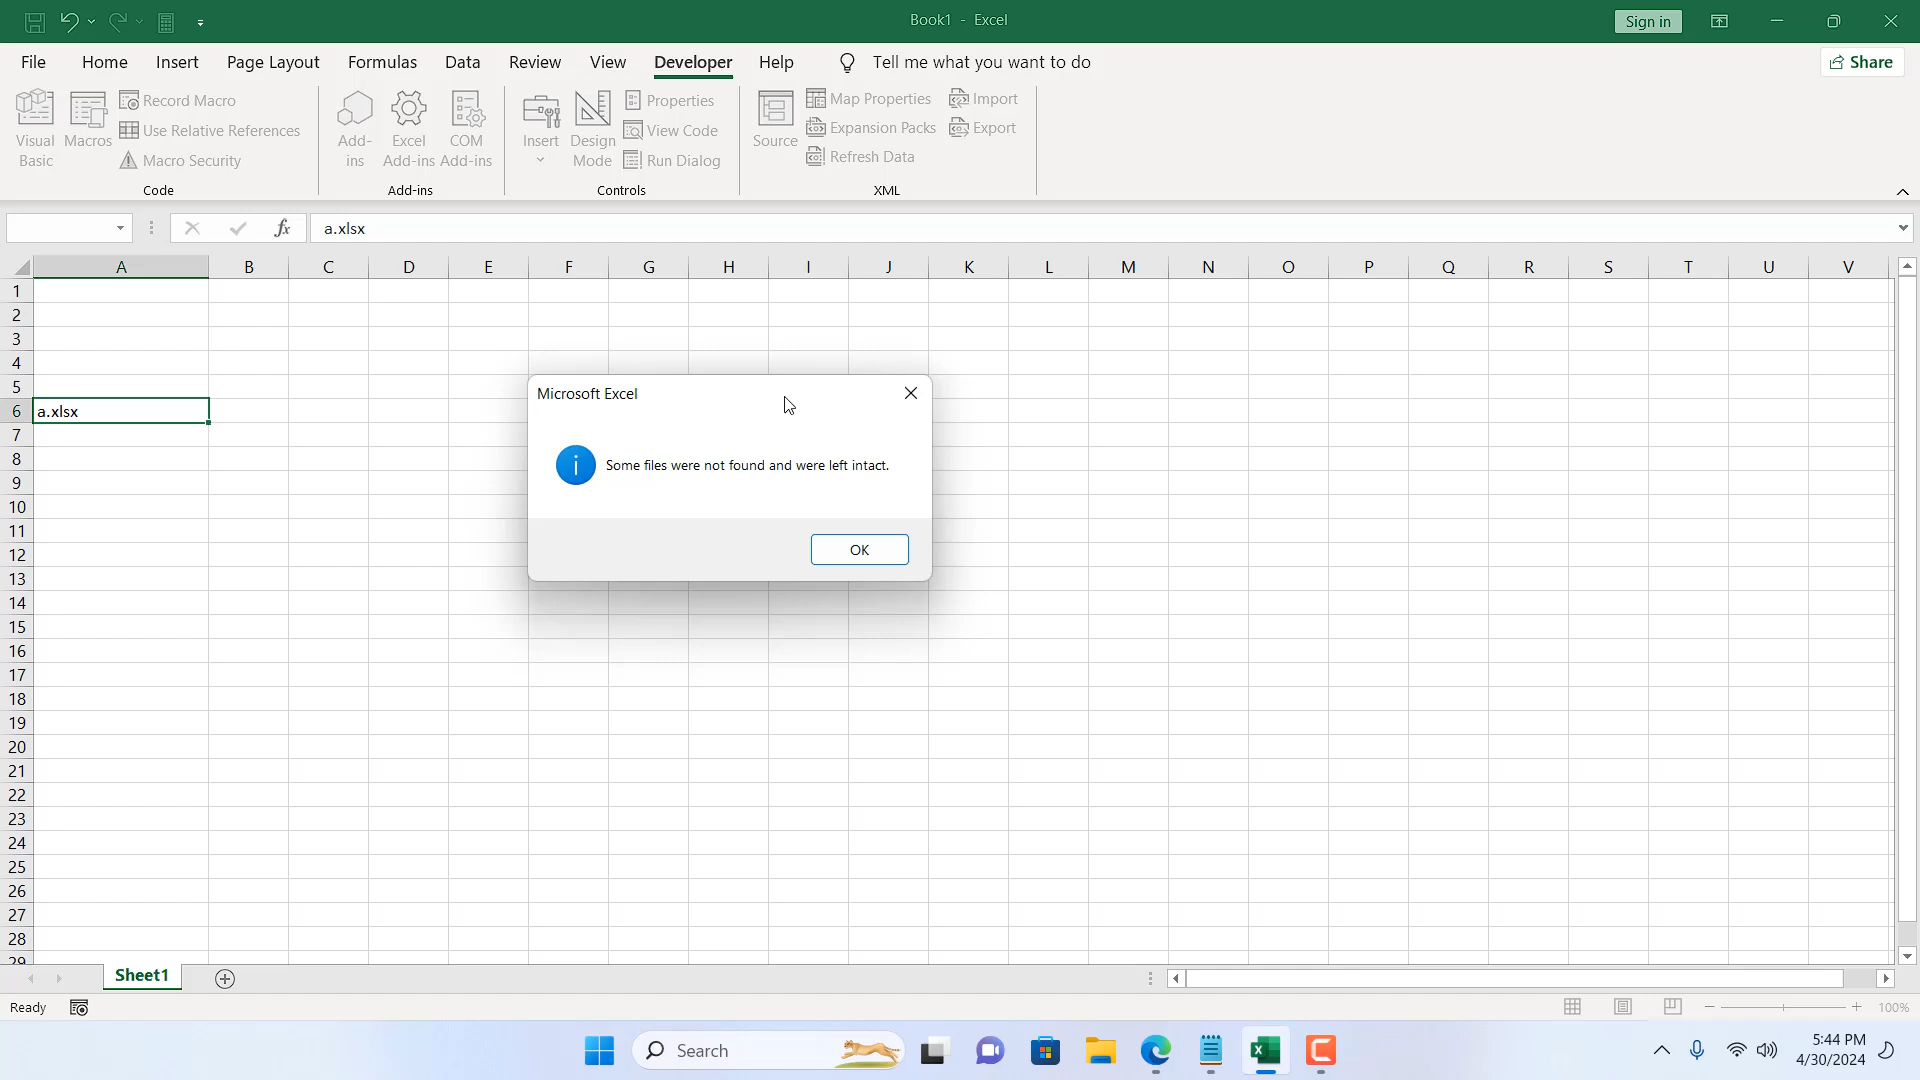 Book1 - Excel
Sign in
File Home Insert Page Layout Formulas Data Review View Developer Help Tell me what you want to do
Share
Visual Basic
Macros
Record Macro
Use Relative References
Macro Security
Code
Add-ins
Excel Add-ins
COM Add-ins
Add-ins
Insert
Design Mode
Properties
View Code
Run Dialog
Controls
Source
Map Properties
Expansion Packs
Refresh Data
Import
Export
XML
fx
a.xlsx
A B C D E F G H I J K L M N O P Q R S T U V
1
2
3
4
5
6 a.xlsx
7
8
9
10
11
12
13
14
15
16
17
18
19
20
21
22
23
24
25
26
27
28
29
Microsoft Excel
Some files were not found and were left intact.
OK
Sheet1
Ready
100%
Search
5:44 PM
4/30/2024